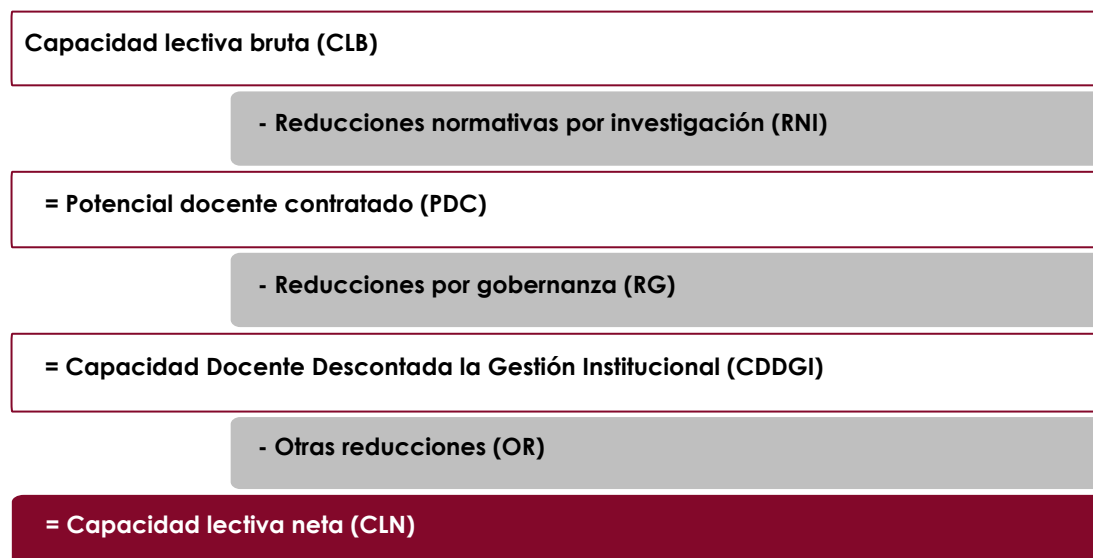 Capacidad lectiva bruta (CLB)
- Reducciones normativas por investigación (RNI)
= Potencial docente contratado (PDC)
- Reducciones por gobernanza (RG)
= Capacidad Docente Descontada la Gestión Institucional (CDDGI)
- Otras reducciones (OR)
= Capacidad lectiva neta (CLN)